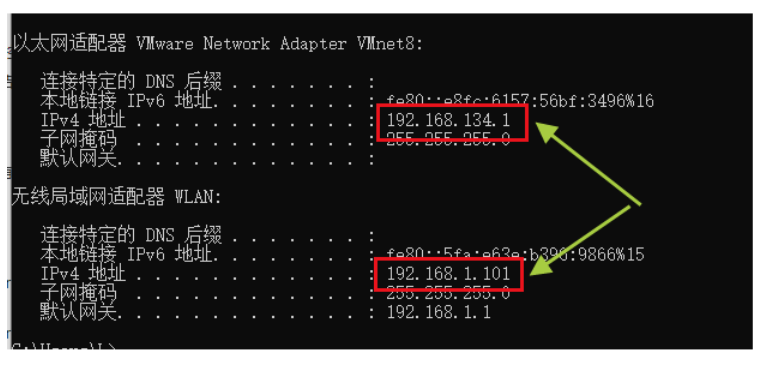 以太网适配器 VMware Network Adapter VMnet8:
连接特定的 DNS 后缀 . . . . . . . :
本地链接 IPv6 地址. . . . . . . . : fe80::e8fc:6157:56bf:3496%16
IPv4 地址 . . . . . . . . . . . . : 192.168.134.1
子网掩码 . . . . . . . . . . . . : 255.255.255.0
默认网关. . . . . . . . . . . . . :
无线局域网适配器 WLAN:
连接特定的 DNS 后缀 . . . . . . . :
本地链接 IPv6 地址. . . . . . . . : fe80::5fa:e63e:b396:9866%15
IPv4 地址 . . . . . . . . . . . . : 192.168.1.101
子网掩码 . . . . . . . . . . . . : 255.255.255.0
默认网关. . . . . . . . . . . . . : 192.168.1.1